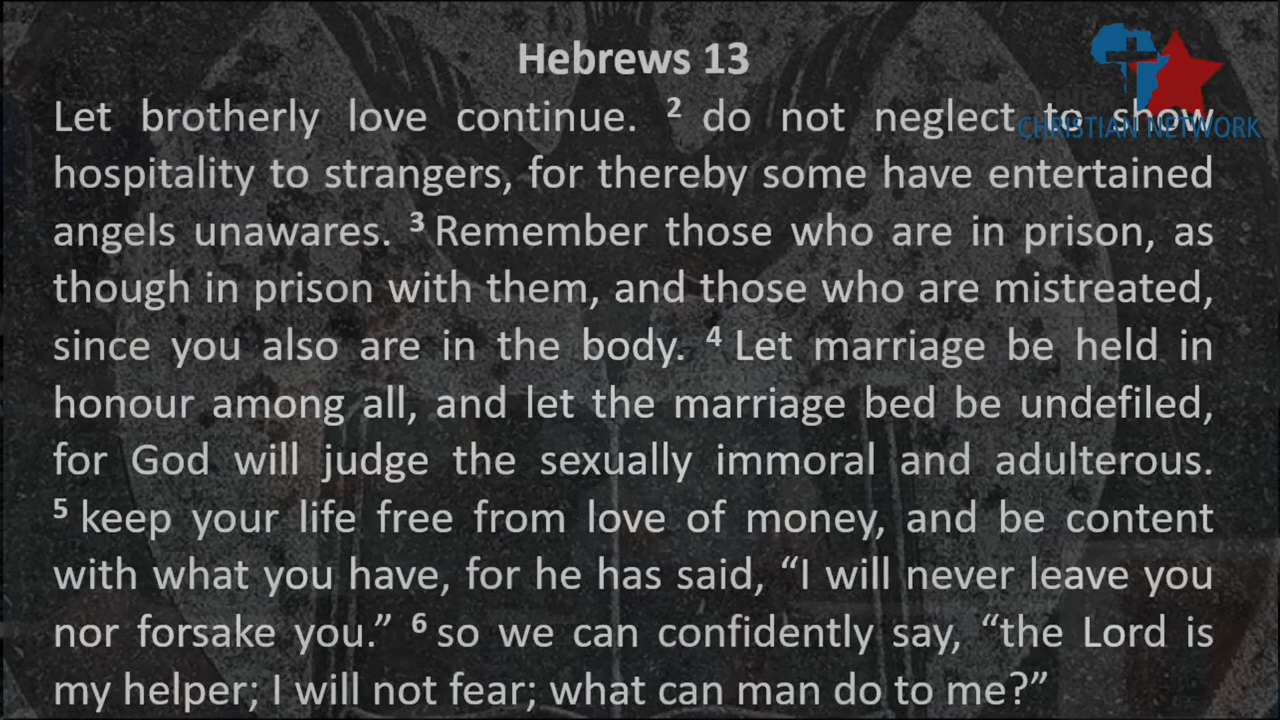 Hebrews 13
Let brotherly love continue. ² do not neglect to show
CHRISTIAN NETWORK
hospitality to strangers, for thereby some have entertained
angels unawares. ³ Remember those who are in prison, as
though in prison with them, and those who are mistreated,
since you also are in the body. ⁴ Let marriage be held in
honour among all, and let the marriage bed be undefiled,
for God will judge the sexually immoral and adulterous.
⁵ keep your life free from love of money, and be content
with what you have, for he has said, “I will never leave you
nor forsake you.” ⁶ so we can confidently say, “the Lord is
my helper; I will not fear; what can man do to me?”